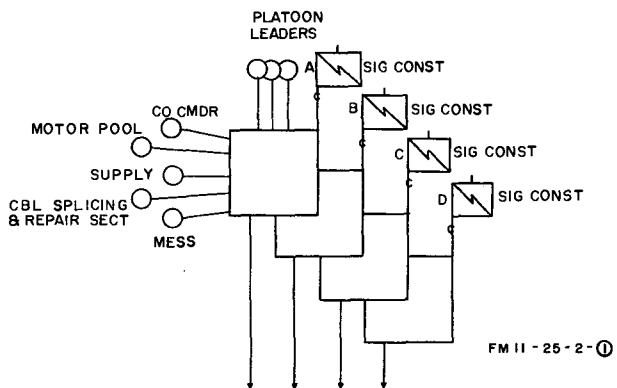 PLATOON
LEADERS
A
SIG CONST
CO CMDR
B
SIG CONST
MOTOR POOL
C
SIG CONST
SUPPLY
D
SIG CONST
CBL SPLICING
& REPAIR SECT
MESS
FM 11-25-2-①